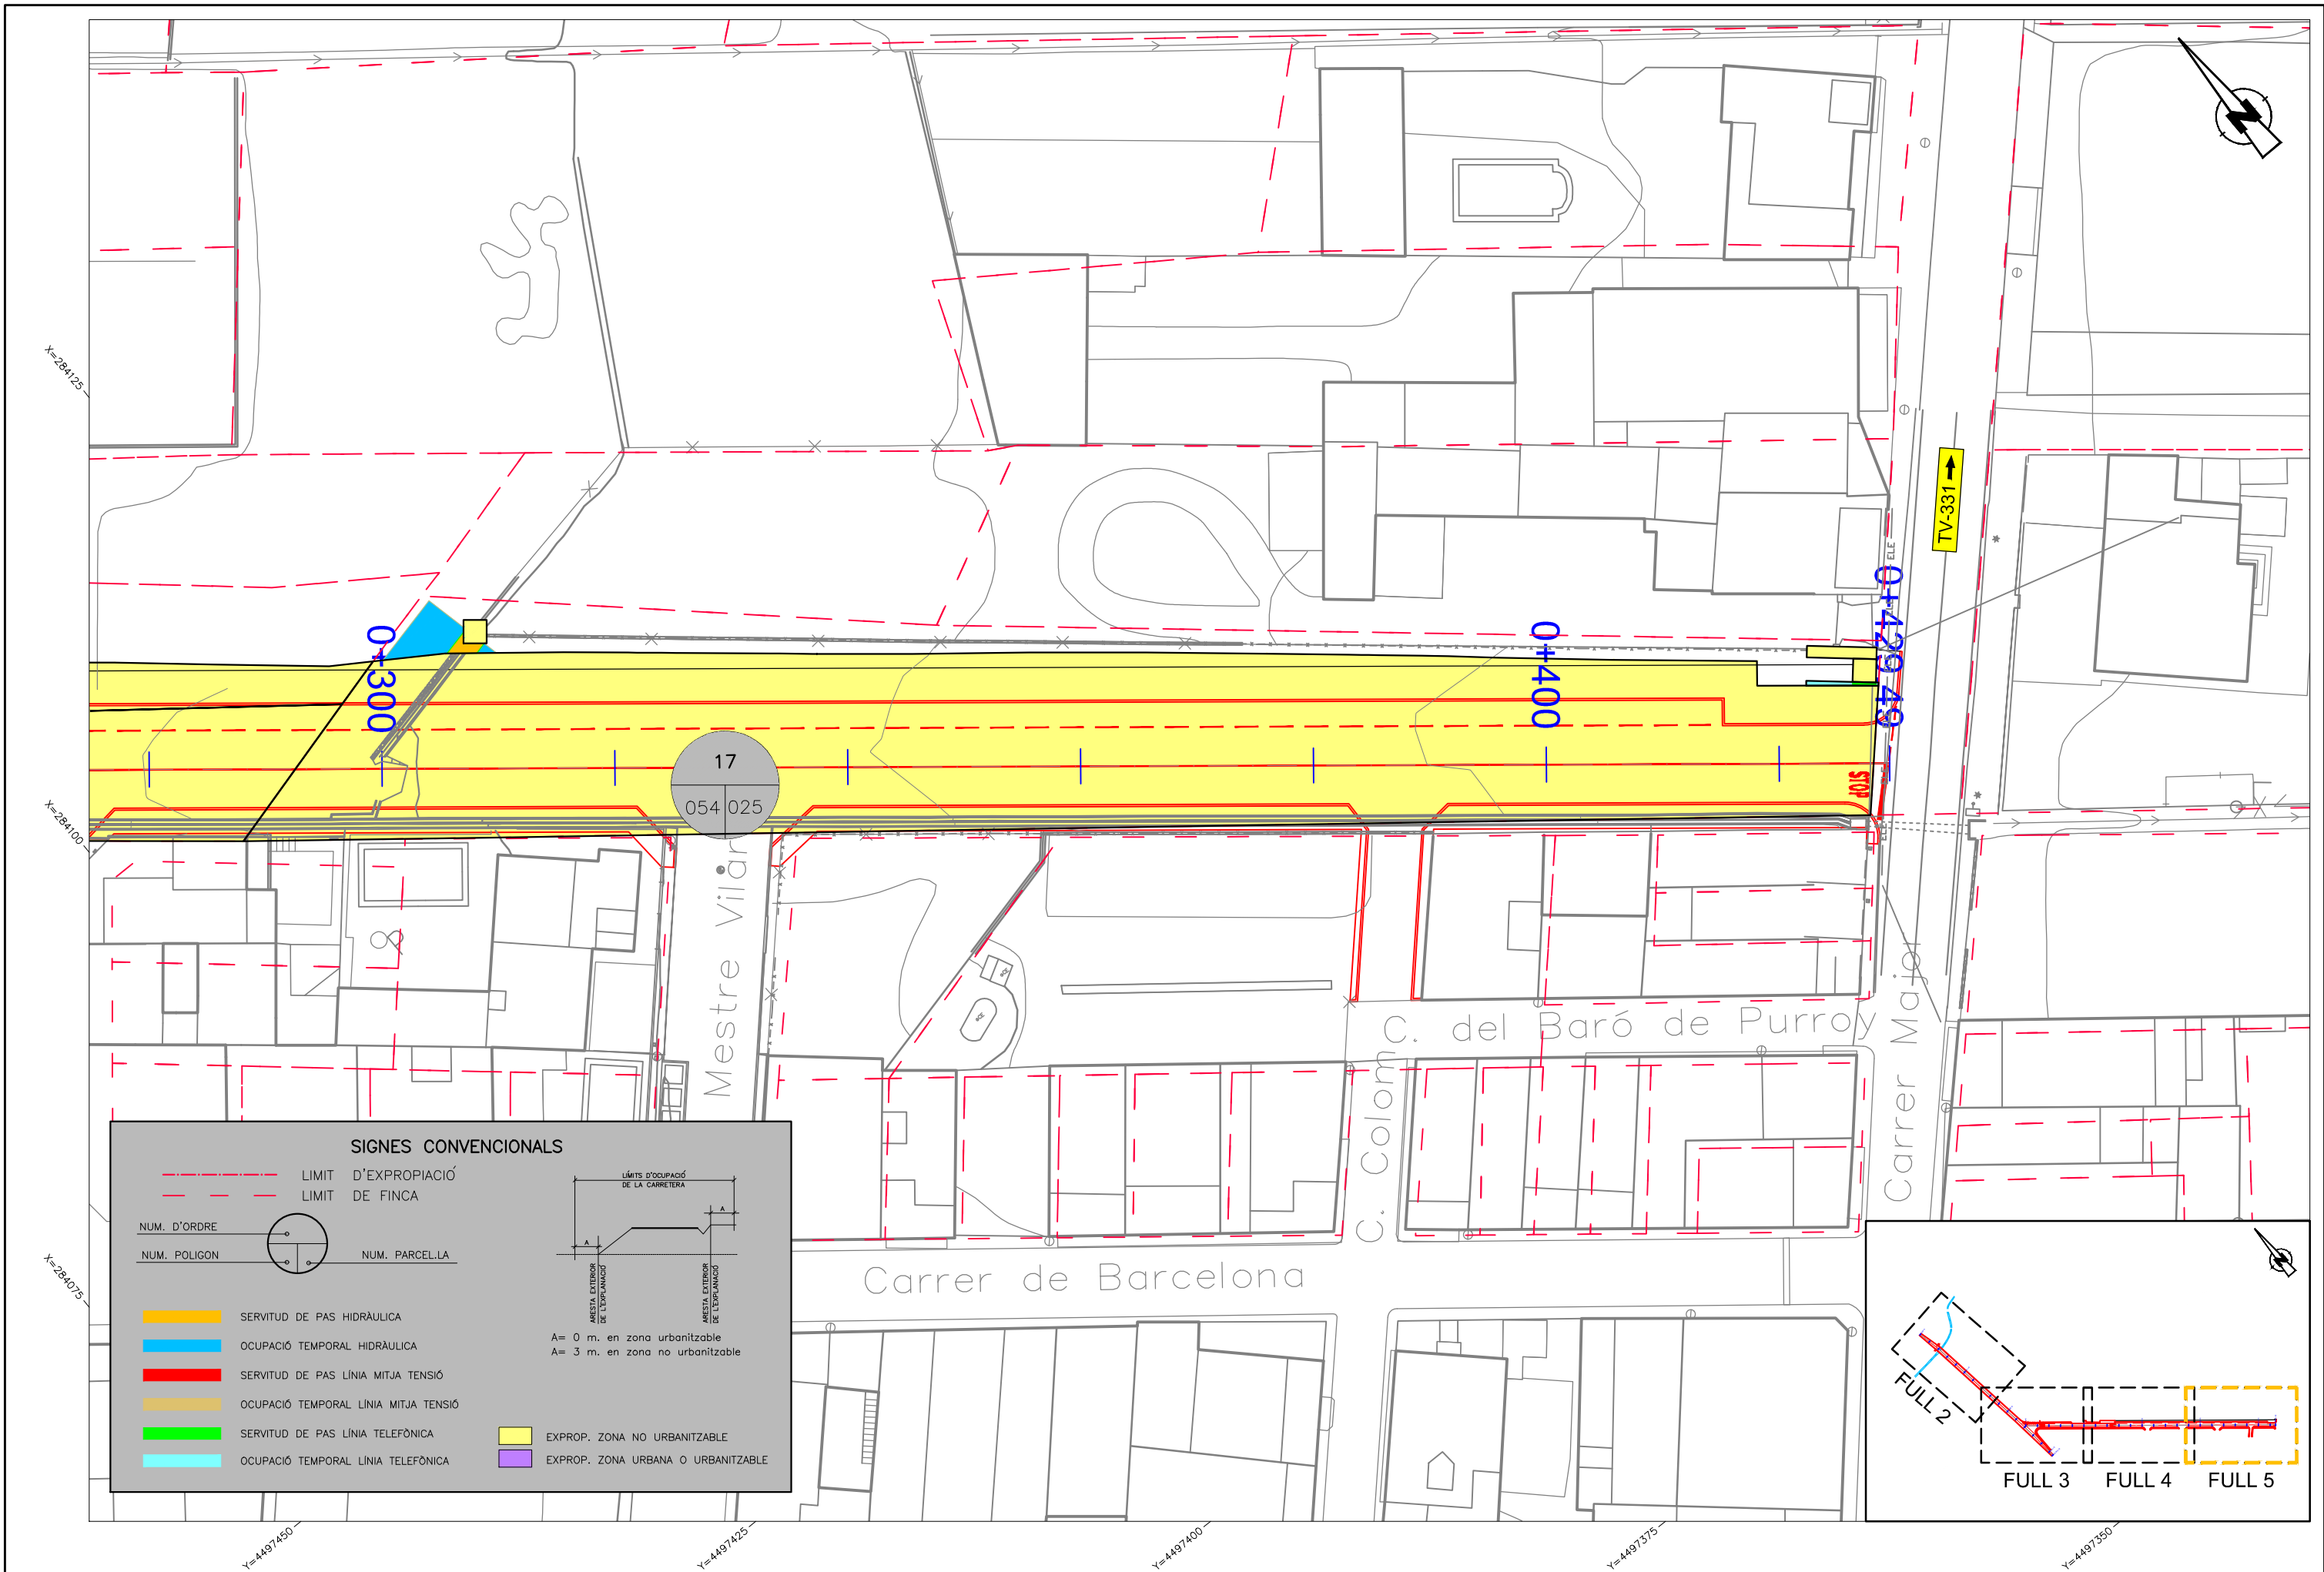 X=284125
X=284100
X=284075
TV-331
ELE
0+300
0+400
0+429.49
STOP
17
054 025
Mestre Vilar
C. del Baró de Purroy
C. Colom
Carrer Major
Carrer de Barcelona
SIGNES CONVENCIONALS
LIMIT D'EXPROPIACIÓ
LIMIT DE FINCA
NUM. D'ORDRE
NUM. POLIGON
NUM. PARCEL.LA
LÍMITS D'OCUPACIÓ
DE LA CARRETERA
A
A
ARESTA EXTERIOR
DE L'EXPLANACIÓ
ARESTA EXTERIOR
DE L'EXPLANACIÓ
A= 0 m. en zona urbanitzable
A= 3 m. en zona no urbanitzable
SERVITUD DE PAS HIDRÀULICA
OCUPACIÓ TEMPORAL HIDRÀULICA
SERVITUD DE PAS LÍNIA MITJA TENSIÓ
OCUPACIÓ TEMPORAL LÍNIA MITJA TENSIÓ
SERVITUD DE PAS LÍNIA TELEFÒNICA
OCUPACIÓ TEMPORAL LÍNIA TELEFÒNICA
EXPROP. ZONA NO URBANITZABLE
EXPROP. ZONA URBANA O URBANITZABLE
FULL 2
FULL 3
FULL 4
FULL 5
Y=4497450
Y=4497425
Y=4497400
Y=4497375
Y=4497350